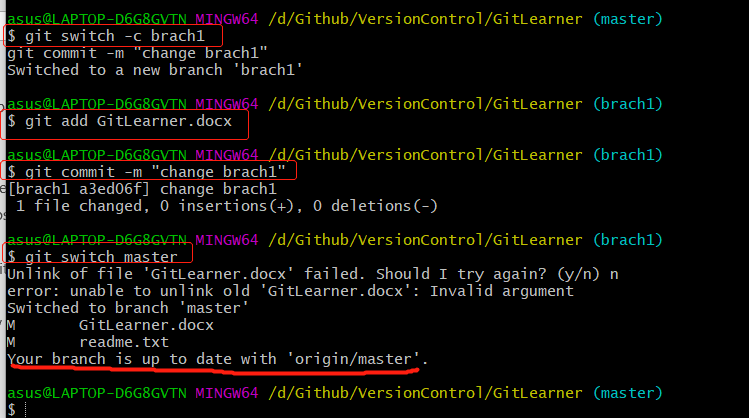 asus@LAPTOP-D6G8GVTN MINGW64 /d/Github/VersionControl/GitLearner (master)
$ git switch -c brach1
git commit -m "change brach1"
Switched to a new branch 'brach1'
asus@LAPTOP-D6G8GVTN MINGW64 /d/Github/VersionControl/GitLearner (brach1)
$ git add GitLearner.docx
asus@LAPTOP-D6G8GVTN MINGW64 /d/Github/VersionControl/GitLearner (brach1)
$ git commit -m "change brach1"
[brach1 a3ed06f] change brach1
 1 file changed, 0 insertions(+), 0 deletions(-)
asus@LAPTOP-D6G8GVTN MINGW64 /d/Github/VersionControl/GitLearner (brach1)
$ git switch master
Unlink of file 'GitLearner.docx' failed. Should I try again? (y/n) n
error: unable to unlink old 'GitLearner.docx': Invalid argument
Switched to branch 'master'
M       GitLearner.docx
M       readme.txt
Your branch is up to date with 'origin/master'.
asus@LAPTOP-D6G8GVTN MINGW64 /d/Github/VersionControl/GitLearner (master)
$